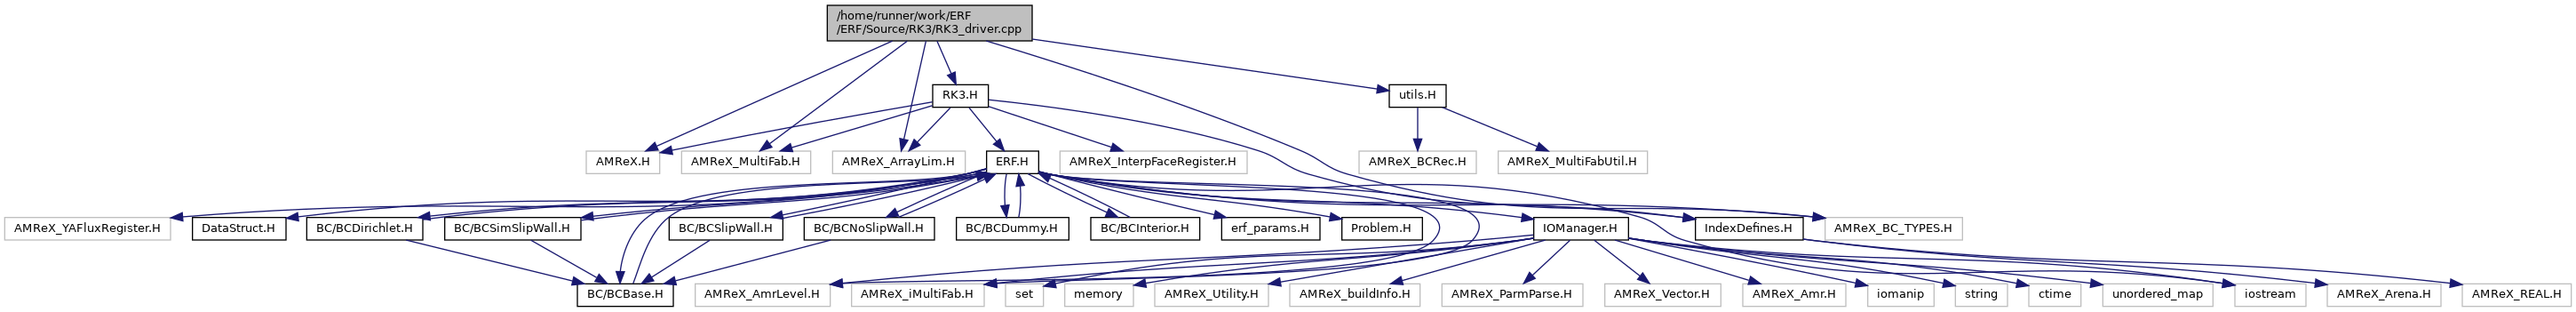 /home/runner/work/ERF
/ERF/Source/RK3/RK3_driver.cpp
RK3.H
utils.H
AMReX.H
AMReX_MultiFab.H
AMReX_ArrayLim.H
ERF.H
AMReX_InterpFaceRegister.H
AMReX_BCRec.H
AMReX_MultiFabUtil.H
AMReX_YAFluxRegister.H
DataStruct.H
BC/BCDirichlet.H
BC/BCSimSlipWall.H
BC/BCSlipWall.H
BC/BCNoSlipWall.H
BC/BCDummy.H
BC/BCInterior.H
erf_params.H
Problem.H
IOManager.H
IndexDefines.H
AMReX_BC_TYPES.H
BC/BCBase.H
AMReX_AmrLevel.H
AMReX_iMultiFab.H
set
memory
AMReX_Utility.H
AMReX_buildInfo.H
AMReX_ParmParse.H
AMReX_Vector.H
AMReX_Amr.H
iomanip
string
ctime
unordered_map
iostream
AMReX_Arena.H
AMReX_REAL.H